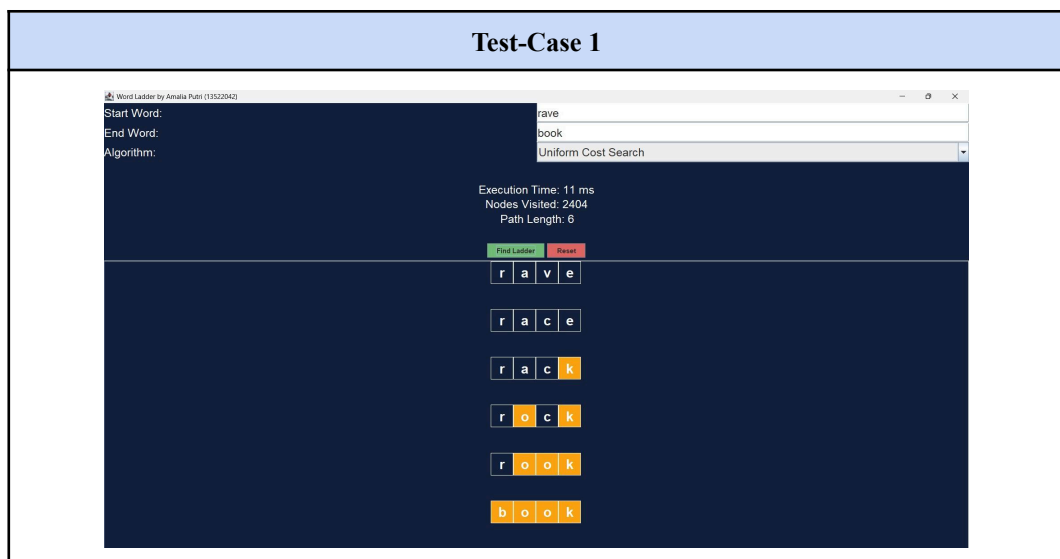 Test-Case 1
Word Ladder by Amalia Putri (13522042)
Start Word:
rave
End Word:
book
Algorithm:
Uniform Cost Search
Execution Time: 11 ms
Nodes Visited: 2404
Path Length: 6
Find Ladder Reset
r a v e
r a c e
r a c k
r o c k
r o o k
b o o k